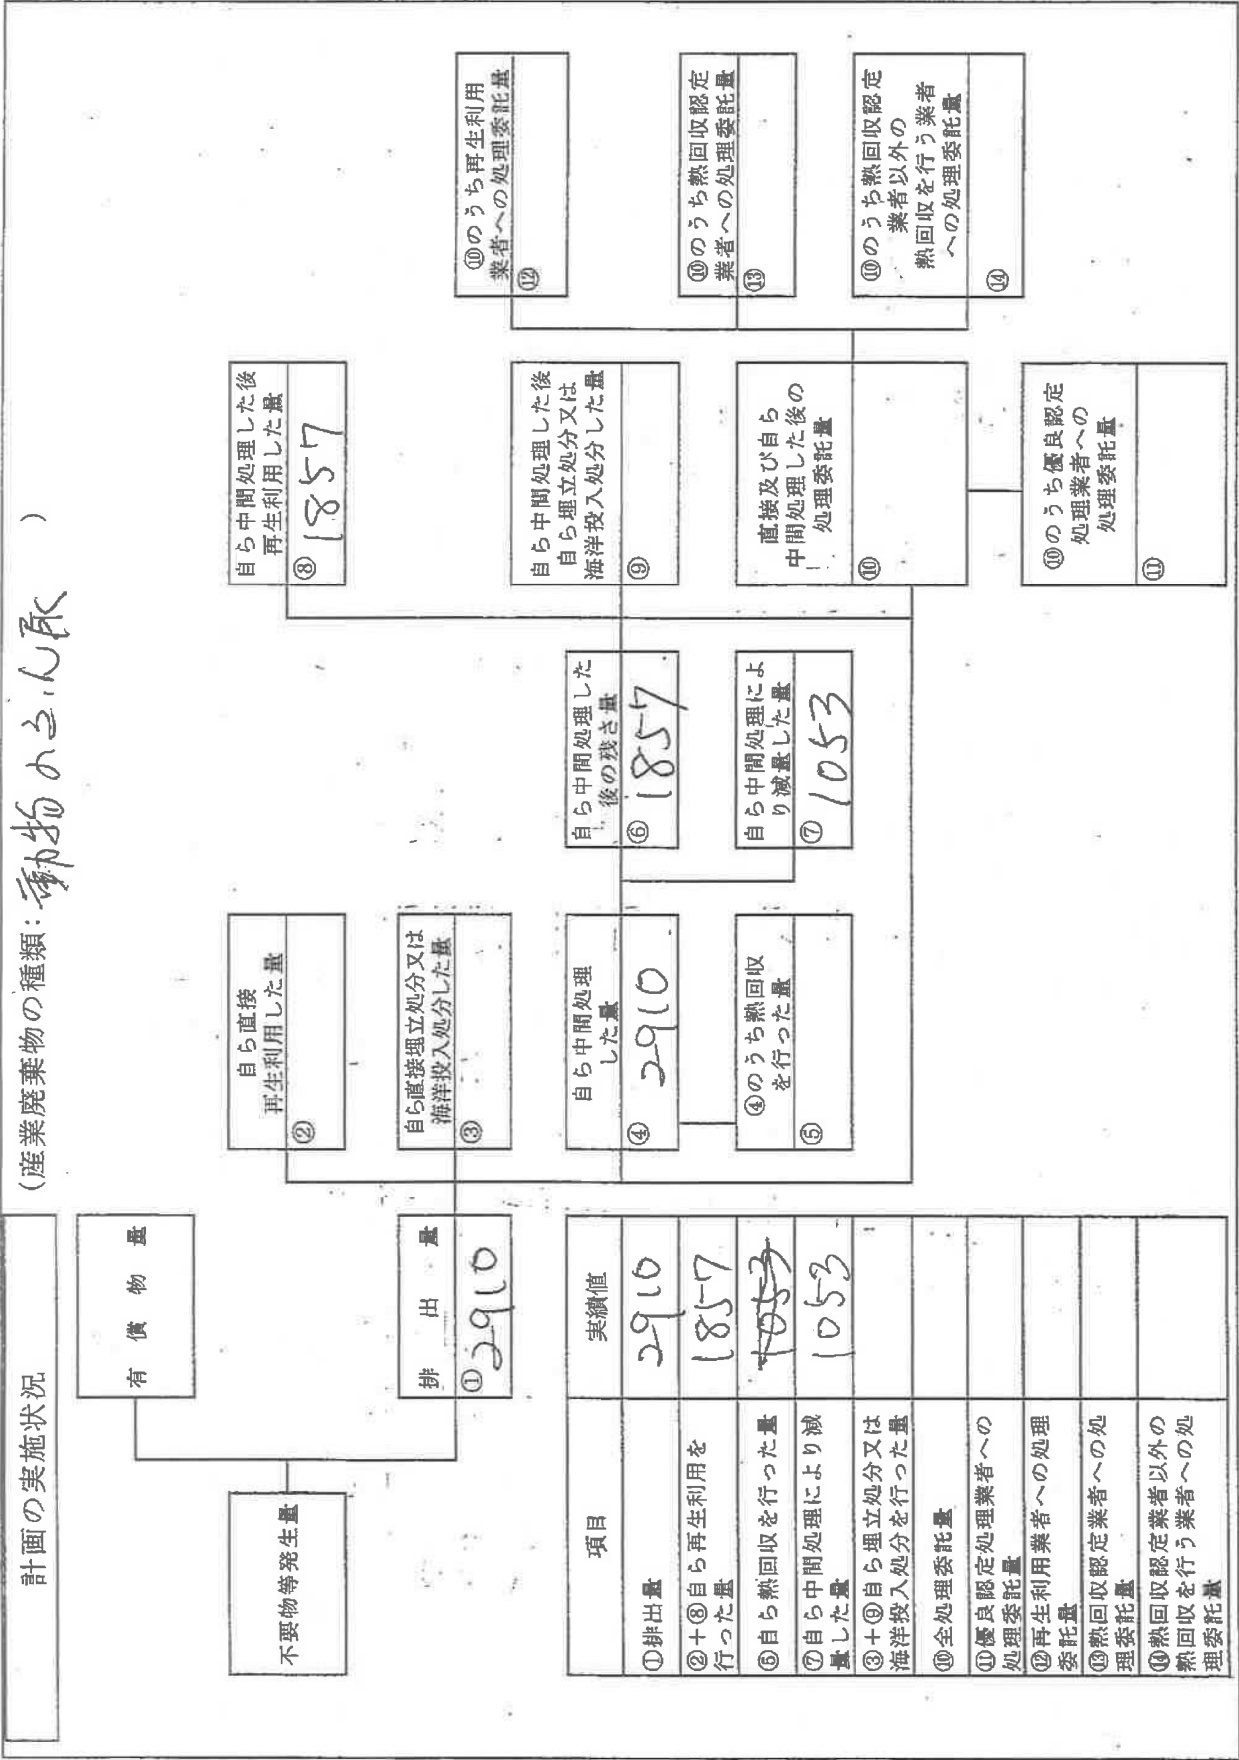 計画の実施状況
（産業廃棄物の種類：動物のふん尿）
不要物等発生量
有償物量
排出量
①2910
自ら直接
再生利用した量
②
自ら直接埋立処分又は
海洋投入処分した量
③
自ら中間処理
した量
④2910
④のうち熱回収
を行った量
⑤
自ら中間処理した
後の残さ量
⑥1857
自ら中間処理によ
り減量した量
⑦1053
自ら中間処理した後
再生利用した量
⑧1857
自ら中間処理した後
自ら埋立処分又は
海洋投入処分した量
⑨
直接及び自ら
中間処理した後の
処理委託量
⑩
⑩のうち優良認定
処理業者への
処理委託量
⑪
⑩のうち再生利用
業者への処理委託量
⑫
⑩のうち熱回収認定
業者への処理委託量
⑬
⑩のうち熱回収認定
業者以外の
熱回収を行う業者
への処理委託量
⑭
項目 実績値
①排出量 2910
②＋⑧自ら再生利用を
行った量 1857
⑤自ら熱回収を行った量 1053
⑦自ら中間処理により減
量した量 1053
③＋⑨自ら埋立処分又は
海洋投入処分を行った量
⑩全処理委託量
⑪優良認定処理業者への
処理委託量
⑫再生利用業者への処理
委託量
⑬熱回収認定業者への処
理委託量
⑭熱回収認定業者以外の
熱回収を行う業者への処
理委託量